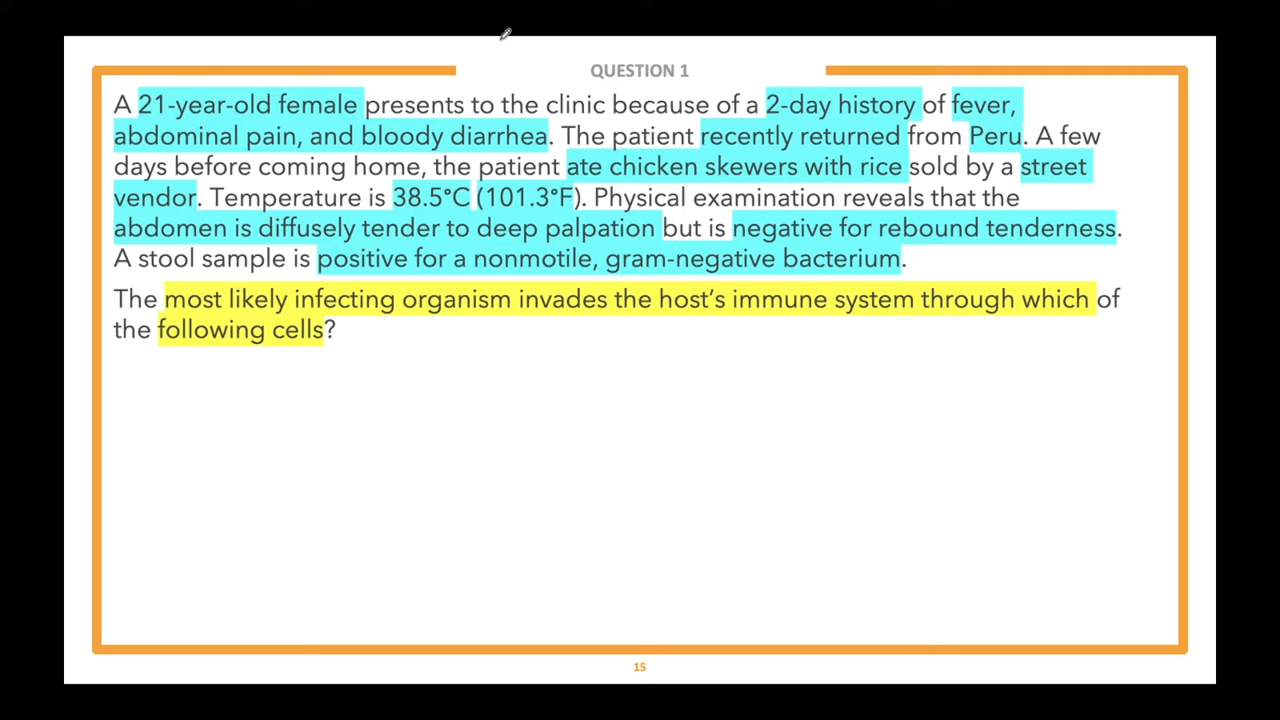 QUESTION 1
A 21-year-old female presents to the clinic because of a 2-day history of fever,
abdominal pain, and bloody diarrhea. The patient recently returned from Peru. A few
days before coming home, the patient ate chicken skewers with rice sold by a street
vendor. Temperature is 38.5°C (101.3°F). Physical examination reveals that the
abdomen is diffusely tender to deep palpation but is negative for rebound tenderness.
A stool sample is positive for a nonmotile, gram-negative bacterium.
The most likely infecting organism invades the host's immune system through which of
the following cells?
15